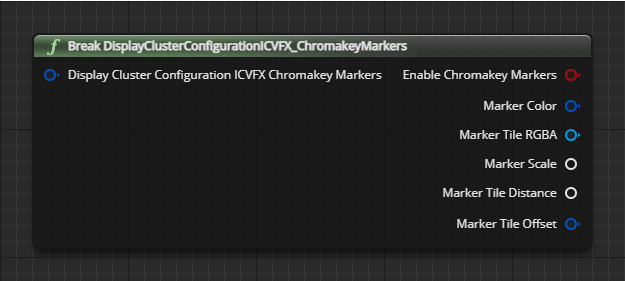 f Break DisplayClusterConfigurationICVFX_ChromakeyMarkers
Display Cluster Configuration ICVFX Chromakey Markers Enable Chromakey Markers
Marker Color
Marker Tile RGBA
Marker Scale
Marker Tile Distance
Marker Tile Offset